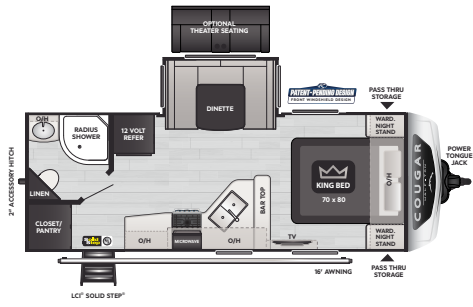 OPTIONAL
THEATER SEATING
PATENT-PENDING DESIGN
FRONT WINDSHIELD DESIGN
PASS THRU
STORAGE
DINETTE
O/H
RADIUS
SHOWER
12 VOLT
REFER
WARD.
NIGHT
STAND
POWER
TONGUE
JACK
2" ACCESSORY HITCH
KING BED
70 x 80
O/H
COUGAR
LINEN
BAR TOP
CLOSET/
PANTRY
Solid
Step
O/H
MICROWAVE
O/H
TV
WARD.
NIGHT
STAND
16' AWNING
PASS THRU
STORAGE
LCI® SOLID STEP®